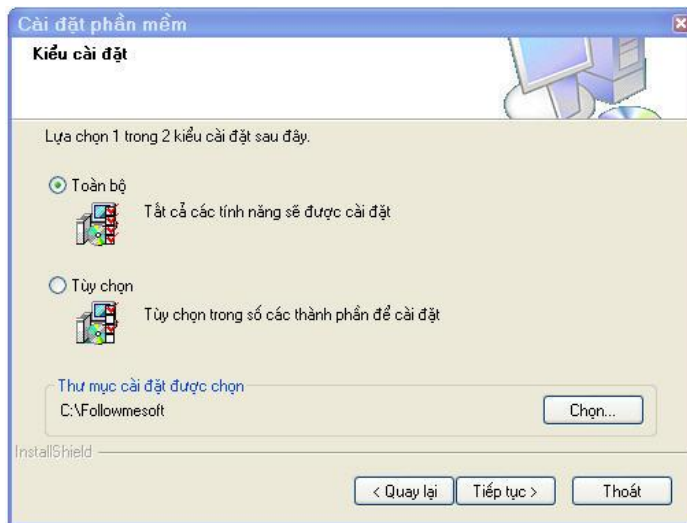 Cài đặt phần mềm
Kiểu cài đặt
Lựa chọn 1 trong 2 kiểu cài đặt sau đây.
Toàn bộ
Tất cả các tính năng sẽ được cài đặt
Tùy chọn
Tùy chọn trong số các thành phần để cài đặt
Thư mục cài đặt được chọn
C:\Followmesoft
Chọn...
InstallShield
< Quay lại
Tiếp tục >
Thoát